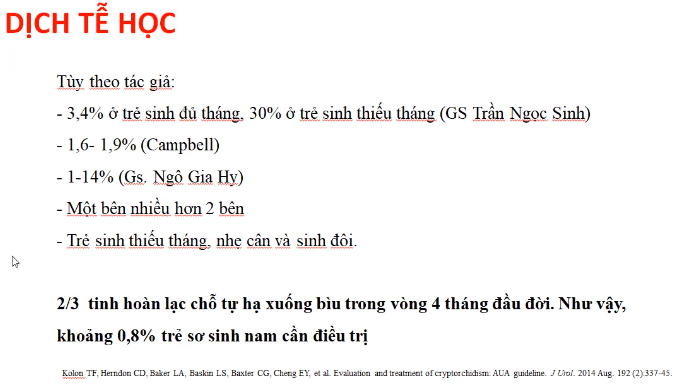 DỊCH TỄ HỌC
Tùy theo tác giả:
- 3,4% ở trẻ sinh đủ tháng, 30% ở trẻ sinh thiếu tháng (GS Trần Ngọc Sinh)
- 1,6- 1,9% (Campbell)
- 1-14% (Gs. Ngô Gia Hy)
- Một bên nhiều hơn 2 bên
- Trẻ sinh thiếu tháng, nhẹ cân và sinh đôi.
2/3 tinh hoàn lạc chỗ tự hạ xuống bìu trong vòng 4 tháng đầu đời. Như vậy,
khoảng 0,8% trẻ sơ sinh nam cần điều trị
Kolon TF, Herndon CD, Baker LA, Baskin LS, Baxter CG, Cheng EY, et al. Evaluation and treatment of cryptorchidism: AUA guideline. J Urol. 2014 Aug. 192 (2):337-45.